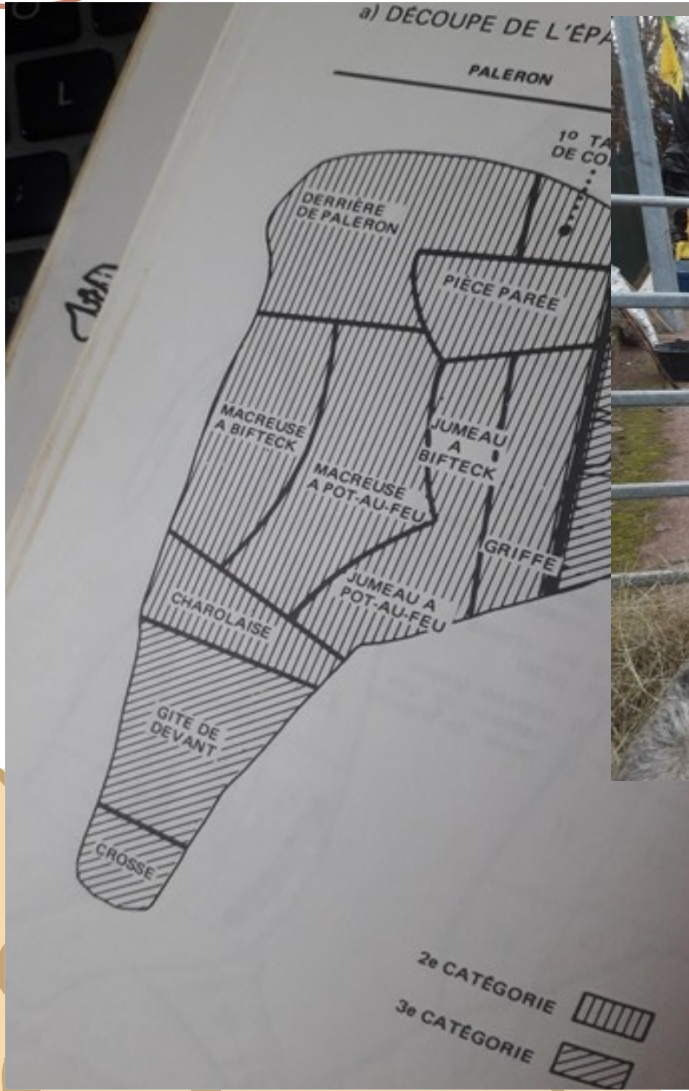 L
a) DÉCOUPE DE L'ÉPA
PALERON
1º TA
DE CO
DERRIÈRE
DE PALERON
PIÈCE PARÉE
MACREUSE
A BIFTECK
MACREUSE
A POT-AU-FEU
JUMEAU
A
BIFTECK
GRIFFE
JUMEAU A
POT-AU-FEU
CHAROLAISE
GITE DE
DEVANT
CROSSE
2e CATÉGORIE
3e CATÉGORIE